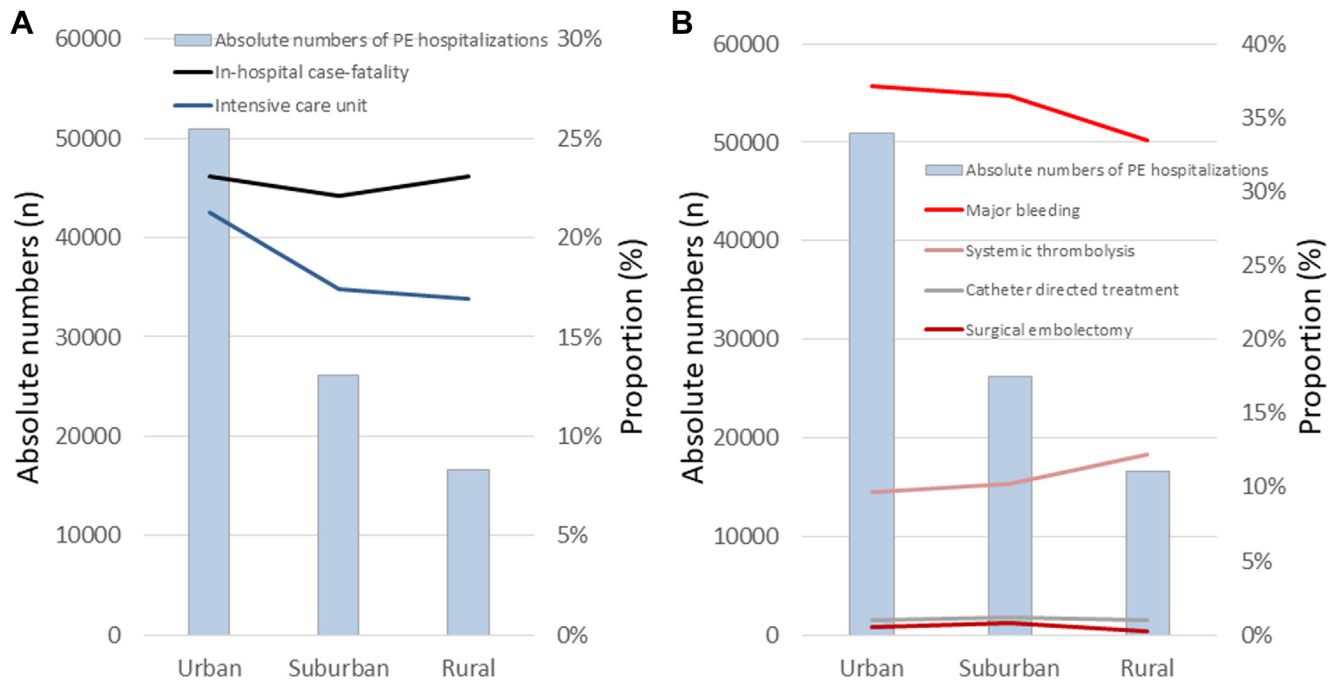 A
60000
50000
40000
30000
20000
10000
0
Absolute numbers (n)
Absolute numbers of PE hospitalizations
In-hospital case-fatality
Intensive care unit
30%
25%
20%
15%
10%
5%
0%
Proportion (%)
Urban Suburban Rural
B
60000
50000
40000
30000
20000
10000
0
Absolute numbers (n)
Absolute numbers of PE hospitalizations
Major bleeding
Systemic thrombolysis
Catheter directed treatment
Surgical embolectomy
40%
35%
30%
25%
20%
15%
10%
5%
0%
Proportion (%)
Urban Suburban Rural